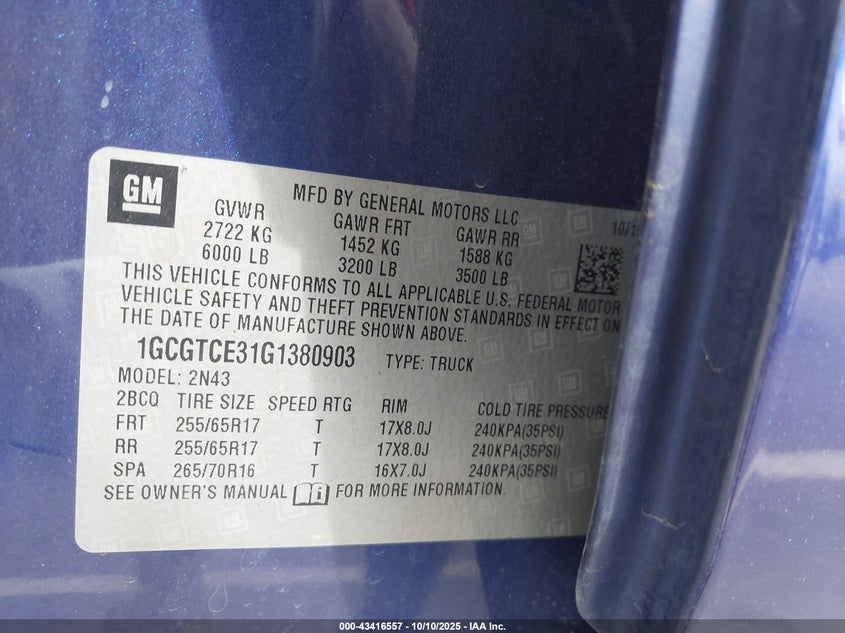 GM
MFD BY GENERAL MOTORS LLC
GVWR GAWR FRT GAWR RR
2722 KG 1452 KG 1588 KG
6000 LB 3200 LB 3500 LB
THIS VEHICLE CONFORMS TO ALL APPLICABLE U.S. FEDERAL MOTOR
VEHICLE SAFETY AND THEFT PREVENTION STANDARDS IN EFFECT ON
THE DATE OF MANUFACTURE SHOWN ABOVE.
1GCGTCE31G1380903 TYPE: TRUCK
MODEL: 2N43
2BCQ TIRE SIZE SPEED RTG RIM COLD TIRE PRESSURE
FRT 255/65R17 T 17X8.0J 240KPA(35PSI)
RR 255/65R17 T 17X8.0J 240KPA(35PSI)
SPA 265/70R16 T 16X7.0J 240KPA(35PSI)
SEE OWNER'S MANUAL FOR MORE INFORMATION.
000-43416557 - 10/10/2025 - IAA Inc.